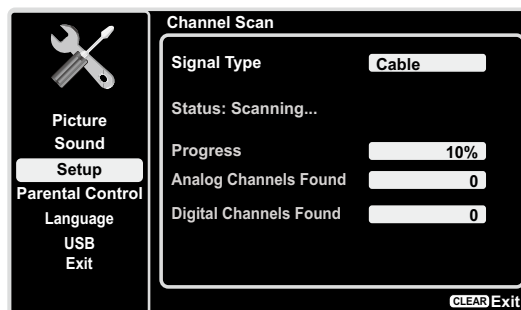 Channel Scan
Signal Type Cable
Status: Scanning...
Progress 10%
Analog Channels Found 0
Digital Channels Found 0
Picture
Sound
Setup
Parental Control
Language
USB
Exit
CLEAR Exit